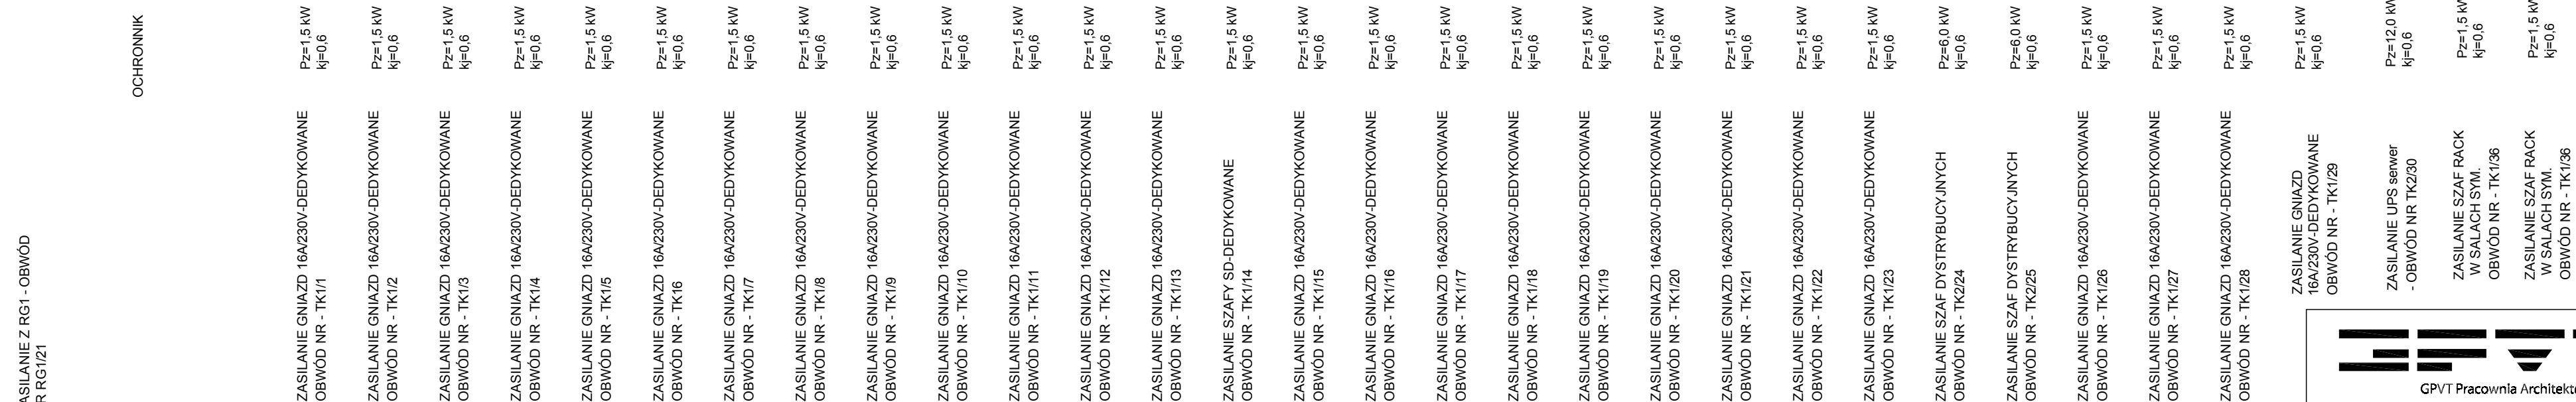 ASILANIE Z RG1 - OBWÓD
R RG1/21
OCHRONNIK
ZASILANIE GNIAZD 16A/230V-DEDYKOWANE
OBWÓD NR - TK1/1
Pz=1,5 kW
kj=0,6
ZASILANIE GNIAZD 16A/230V-DEDYKOWANE
OBWÓD NR - TK1/2
Pz=1,5 kW
kj=0,6
ZASILANIE GNIAZD 16A/230V-DEDYKOWANE
OBWÓD NR - TK1/3
Pz=1,5 kW
kj=0,6
ZASILANIE GNIAZD 16A/230V-DEDYKOWANE
OBWÓD NR - TK1/4
Pz=1,5 kW
kj=0,6
ZASILANIE GNIAZD 16A/230V-DEDYKOWANE
OBWÓD NR - TK1/5
Pz=1,5 kW
kj=0,6
ZASILANIE GNIAZD 16A/230V-DEDYKOWANE
OBWÓD NR - TK16
Pz=1,5 kW
kj=0,6
ZASILANIE GNIAZD 16A/230V-DEDYKOWANE
OBWÓD NR - TK1/7
Pz=1,5 kW
kj=0,6
ZASILANIE GNIAZD 16A/230V-DEDYKOWANE
OBWÓD NR - TK1/8
Pz=1,5 kW
kj=0,6
ZASILANIE GNIAZD 16A/230V-DEDYKOWANE
OBWÓD NR - TK1/9
Pz=1,5 kW
kj=0,6
ZASILANIE GNIAZD 16A/230V-DEDYKOWANE
OBWÓD NR - TK1/10
Pz=1,5 kW
kj=0,6
ZASILANIE GNIAZD 16A/230V-DEDYKOWANE
OBWÓD NR - TK1/11
Pz=1,5 kW
kj=0,6
ZASILANIE GNIAZD 16A/230V-DEDYKOWANE
OBWÓD NR - TK1/12
Pz=1,5 kW
kj=0,6
ZASILANIE GNIAZD 16A/230V-DEDYKOWANE
OBWÓD NR - TK1/13
Pz=1,5 kW
kj=0,6
ZASILANIE SZAFY SD-DEDYKOWANE
OBWÓD NR - TK1/14
Pz=1,5 kW
kj=0,6
ZASILANIE GNIAZD 16A/230V-DEDYKOWANE
OBWÓD NR - TK1/15
Pz=1,5 kW
kj=0,6
ZASILANIE GNIAZD 16A/230V-DEDYKOWANE
OBWÓD NR - TK1/16
Pz=1,5 kW
kj=0,6
ZASILANIE GNIAZD 16A/230V-DEDYKOWANE
OBWÓD NR - TK1/17
Pz=1,5 kW
kj=0,6
ZASILANIE GNIAZD 16A/230V-DEDYKOWANE
OBWÓD NR - TK1/18
Pz=1,5 kW
kj=0,6
ZASILANIE GNIAZD 16A/230V-DEDYKOWANE
OBWÓD NR - TK1/19
Pz=1,5 kW
kj=0,6
ZASILANIE GNIAZD 16A/230V-DEDYKOWANE
OBWÓD NR - TK1/20
Pz=1,5 kW
kj=0,6
ZASILANIE GNIAZD 16A/230V-DEDYKOWANE
OBWÓD NR - TK1/21
Pz=1,5 kW
kj=0,6
ZASILANIE GNIAZD 16A/230V-DEDYKOWANE
OBWÓD NR - TK1/22
Pz=1,5 kW
kj=0,6
ZASILANIE GNIAZD 16A/230V-DEDYKOWANE
OBWÓD NR - TK1/23
Pz=1,5 kW
kj=0,6
ZASILANIE SZAF DYSTRYBUCYJNYCH
OBWÓD NR - TK2/24
Pz=6,0 kW
kj=0,6
ZASILANIE SZAF DYSTRYBUCYJNYCH
OBWÓD NR - TK2/25
Pz=6,0 kW
kj=0,6
ZASILANIE GNIAZD 16A/230V-DEDYKOWANE
OBWÓD NR - TK1/26
Pz=1,5 kW
kj=0,6
ZASILANIE GNIAZD 16A/230V-DEDYKOWANE
OBWÓD NR - TK1/27
Pz=1,5 kW
kj=0,6
ZASILANIE GNIAZD 16A/230V-DEDYKOWANE
OBWÓD NR - TK1/28
Pz=1,5 kW
kj=0,6
ZASILANIE GNIAZD
16A/230V-DEDYKOWANE
OBWÓD NR - TK1/29
Pz=1,5 kW
kj=0,6
ZASILANIE UPS serwer
- OBWÓD NR TK2/30
Pz=12,0 kW
kj=0,6
ZASILANIE SZAF RACK
W SALACH SYM.
OBWÓD NR - TK1/36
Pz=1,5 kW
kj=0,6
ZASILANIE SZAF RACK
W SALACH SYM.
OBWÓD NR - TK1/36
Pz=1,5 kW
kj=0,6
GPVT Pracownia Architekto